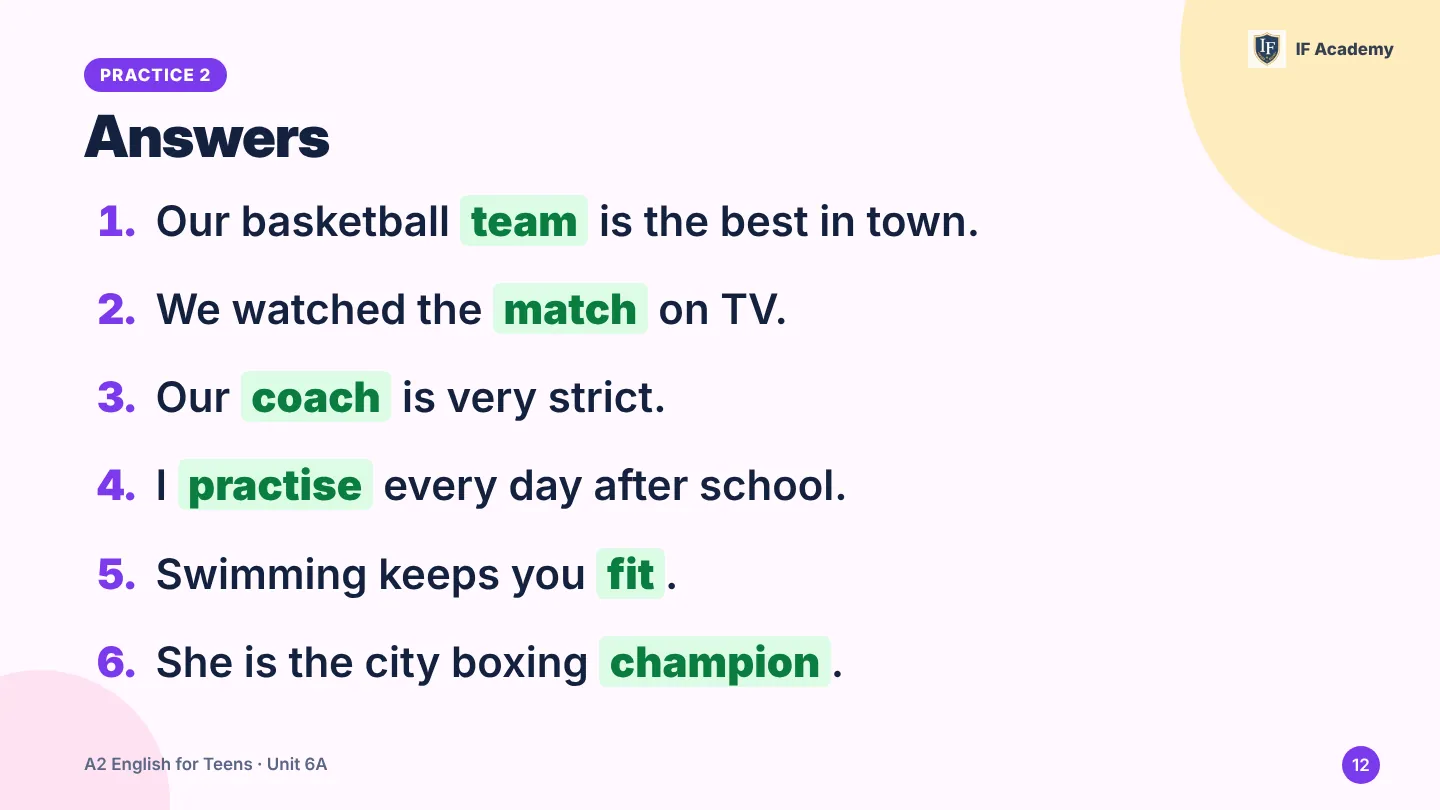 IF IF Academy
PRACTICE 2
Answers
1. Our basketball team is the best in town.
2. We watched the match on TV.
3. Our coach is very strict.
4. I practise every day after school.
5. Swimming keeps you fit.
6. She is the city boxing champion.
A2 English for Teens · Unit 6A
12